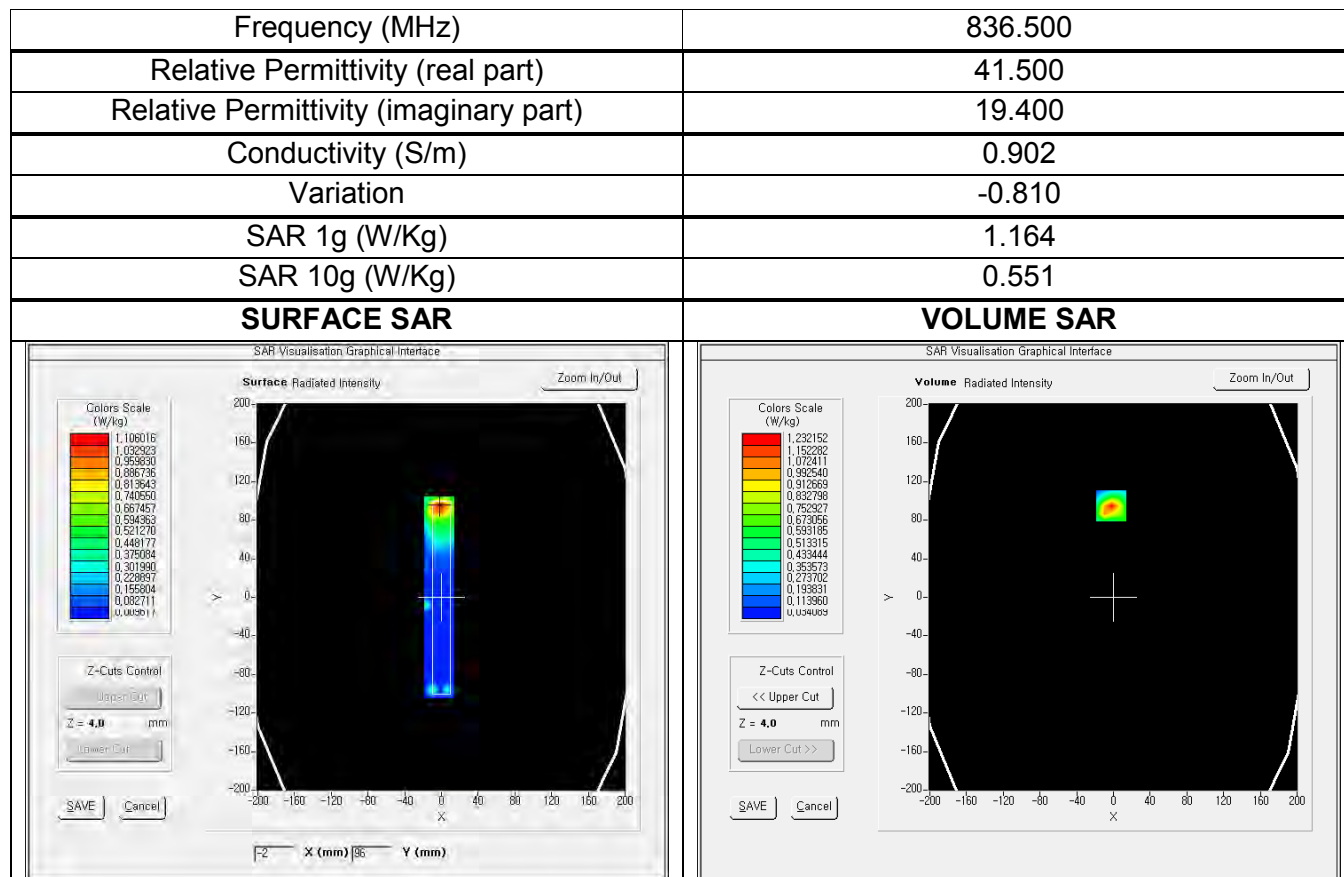 Frequency (MHz) 836.500
Relative Permittivity (real part) 41.500
Relative Permittivity (imaginary part) 19.400
Conductivity (S/m) 0.902
Variation -0.810
SAR 1g (W/Kg) 1.164
SAR 10g (W/Kg) 0.551
SURFACE SAR VOLUME SAR
SAR Visualisation Graphical Interface
Surface Radiated Intensity
Zoom In/Out
Colors Scale
(W/kg)
1,106016
1,032923
0,959830
0,886736
0,813643
0,740550
0,667457
0,594363
0,521270
0,448177
0,375084
0,301990
0,228897
0,155804
0,082711
0,009617
200
160
120
80
40
0
-40
-80
-120
-160
-200
Y
-200 -160 -120 -80 -40 0 40 80 120 160 200
X
Z-Cuts Control
Upper Cut
Z = 4,0 mm
Lower Cut
SAVE Cancel
-2 X (mm) 96 Y (mm)
SAR Visualisation Graphical Interface
Volume Radiated Intensity
Zoom In/Out
Colors Scale
(W/kg)
1,232152
1,152282
1,072411
0,992540
0,912669
0,832798
0,752927
0,673056
0,593185
0,513315
0,433444
0,353573
0,273702
0,193831
0,113960
0,034089
200
160
120
80
40
0
-40
-80
-120
-160
-200
Y
-200 -160 -120 -80 -40 0 40 80 120 160 200
X
Z-Cuts Control
<< Upper Cut
Z = 4,0 mm
Lower Cut >>
SAVE Cancel